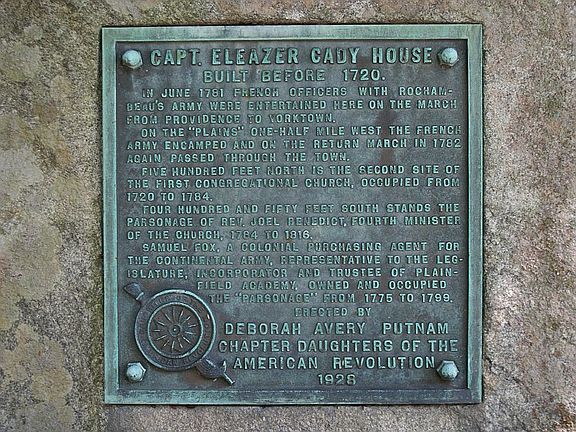 CAPT. ELEAZER CADY HOUSE
BUILT BEFORE 1720.
IN JUNE 1781 FRENCH OFFICERS WITH ROCHAM-
BEAU'S ARMY WERE ENTERTAINED HERE ON THE MARCH
FROM PROVIDENCE TO YORKTOWN.
ON THE "PLAINS" ONE-HALF MILE WEST THE FRENCH
ARMY ENCAMPED AND ON THE RETURN MARCH IN 1782
AGAIN PASSED THROUGH THE TOWN.
FIVE HUNDRED FEET NORTH IS THE SECOND SITE OF
THE FIRST CONGREGATIONAL CHURCH, OCCUPIED FROM
1720 TO 1784.
FOUR HUNDRED AND FIFTY FEET SOUTH STANDS THE
PARSONAGE OF REV. JOEL BENEDICT, FOURTH MINISTER
OF THE CHURCH, 1784 TO 1816.
SAMUEL FOX, A COLONIAL PURCHASING AGENT FOR
THE CONTINENTAL ARMY, REPRESENTATIVE TO THE LEG-
ISLATURE, INCORPORATOR AND TRUSTEE OF PLAIN-
FIELD ACADEMY, OWNED AND OCCUPIED
THE "PARSONAGE" FROM 1775 TO 1799.
ERECTED BY
DEBORAH AVERY PUTNAM
CHAPTER DAUGHTERS OF THE
AMERICAN REVOLUTION
1928